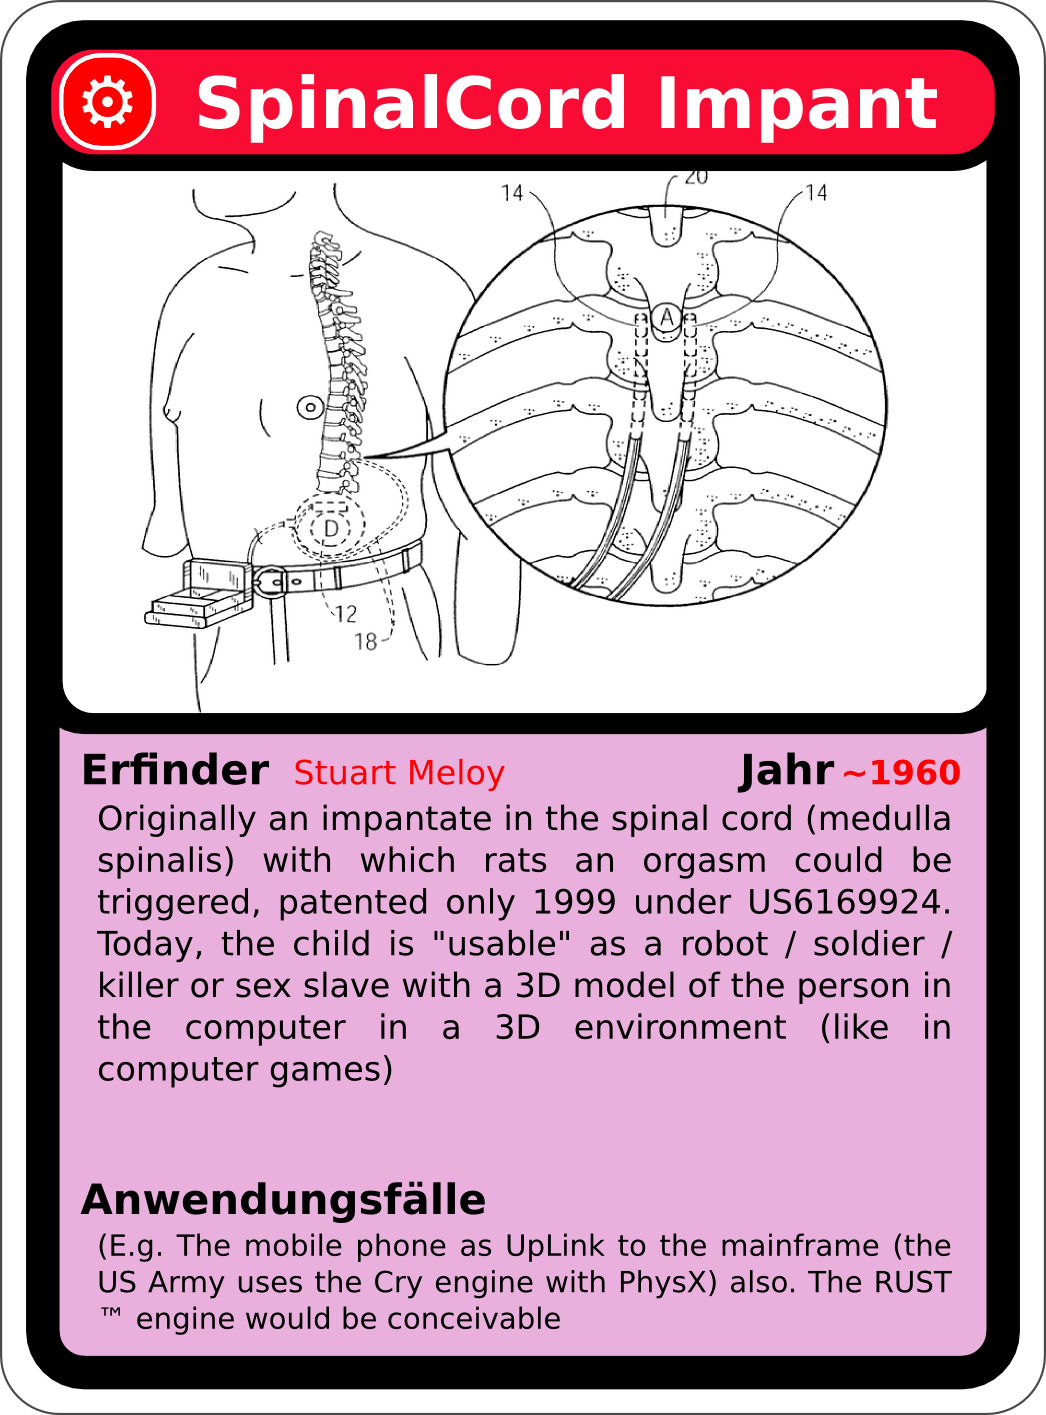 SpinalCord Impant
20
14
14
A
D
12
18
Erfinder Stuart Meloy Jahr ~1960
Originally an impantate in the spinal cord (medulla
spinalis) with which rats an orgasm could be
triggered, patented only 1999 under US6169924.
Today, the child is "usable" as a robot / soldier /
killer or sex slave with a 3D model of the person in
the computer in a 3D environment (like in
computer games)
Anwendungsfälle
(E.g. The mobile phone as UpLink to the mainframe (the
US Army uses the Cry engine with PhysX) also. The RUST
™ engine would be conceivable